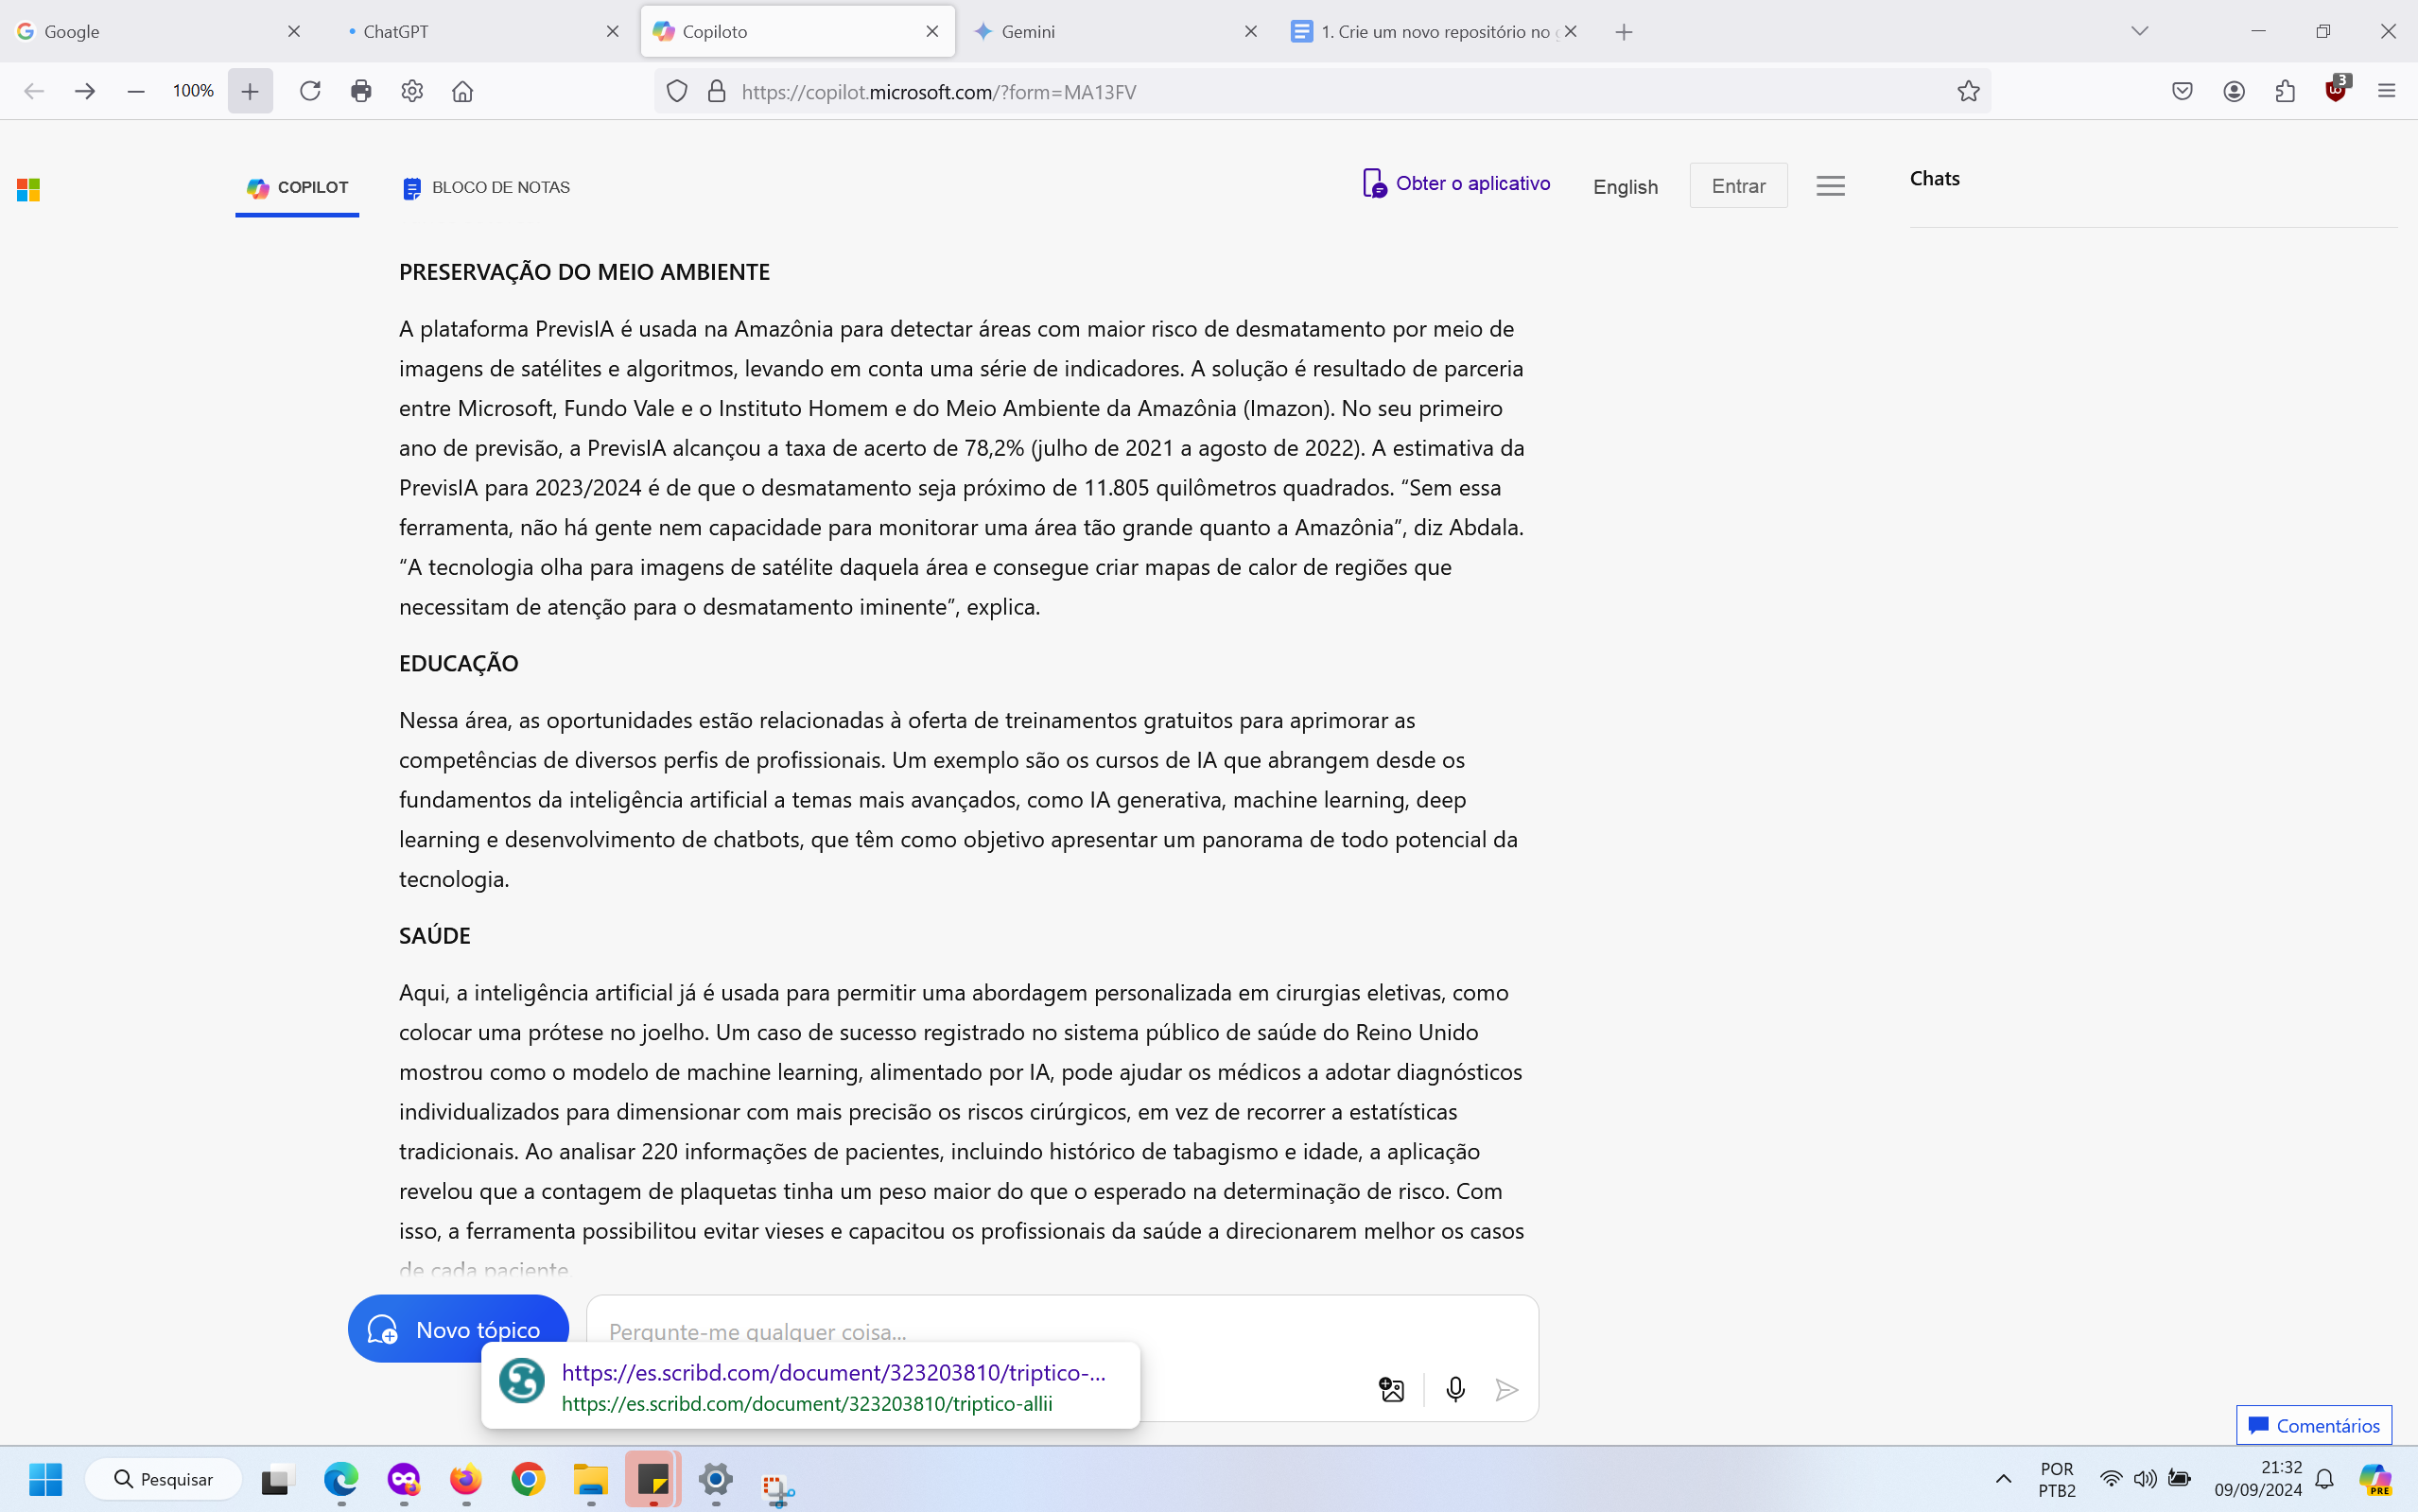 Google
ChatGPT
Copiloto
Gemini
1. Crie um novo repositório no
100%
https://copilot.microsoft.com/?form=MA13FV
3
COPILOT
BLOCO DE NOTAS
Obter o aplicativo
English
Entrar
Chats
PRESERVAÇÃO DO MEIO AMBIENTE
A plataforma PrevisIA é usada na Amazônia para detectar áreas com maior risco de desmatamento por meio de
imagens de satélites e algoritmos, levando em conta uma série de indicadores. A solução é resultado de parceria
entre Microsoft, Fundo Vale e o Instituto Homem e do Meio Ambiente da Amazônia (Imazon). No seu primeiro
ano de previsão, a PrevisIA alcançou a taxa de acerto de 78,2% (julho de 2021 a agosto de 2022). A estimativa da
PrevisIA para 2023/2024 é de que o desmatamento seja próximo de 11.805 quilômetros quadrados. “Sem essa
ferramenta, não há gente nem capacidade para monitorar uma área tão grande quanto a Amazônia”, diz Abdala.
“A tecnologia olha para imagens de satélite daquela área e consegue criar mapas de calor de regiões que
necessitam de atenção para o desmatamento iminente”, explica.
EDUCAÇÃO
Nessa área, as oportunidades estão relacionadas à oferta de treinamentos gratuitos para aprimorar as
competências de diversos perfis de profissionais. Um exemplo são os cursos de IA que abrangem desde os
fundamentos da inteligência artificial a temas mais avançados, como IA generativa, machine learning, deep
learning e desenvolvimento de chatbots, que têm como objetivo apresentar um panorama de todo potencial da
tecnologia.
SAÚDE
Aqui, a inteligência artificial já é usada para permitir uma abordagem personalizada em cirurgias eletivas, como
colocar uma prótese no joelho. Um caso de sucesso registrado no sistema público de saúde do Reino Unido
mostrou como o modelo de machine learning, alimentado por IA, pode ajudar os médicos a adotar diagnósticos
individualizados para dimensionar com mais precisão os riscos cirúrgicos, em vez de recorrer a estatísticas
tradicionais. Ao analisar 220 informações de pacientes, incluindo histórico de tabagismo e idade, a aplicação
revelou que a contagem de plaquetas tinha um peso maior do que o esperado na determinação de risco. Com
isso, a ferramenta possibilitou evitar vieses e capacitou os profissionais da saúde a direcionarem melhor os casos
de cada paciente.
Novo tópico
Pergunte-me qualquer coisa...
https://es.scribd.com/document/323203810/triptico-...
https://es.scribd.com/document/323203810/triptico-allii
Comentários
Pesquisar
POR
PTB2
21:32
09/09/2024
PRE